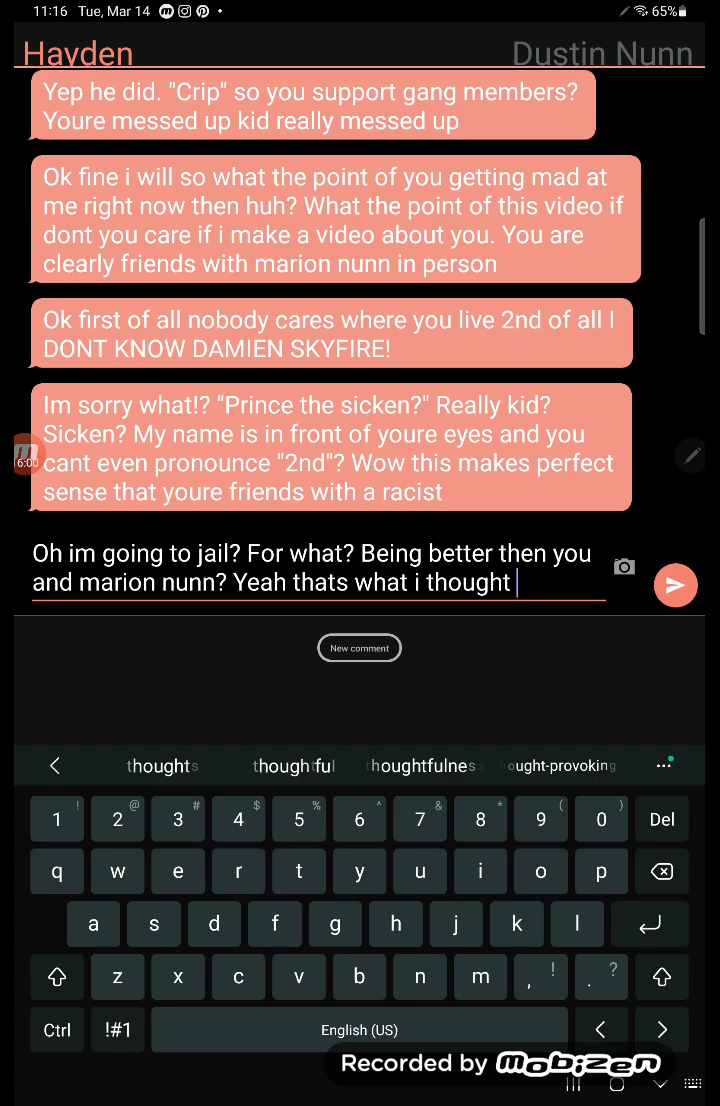 11:16 Tue, Mar 14 65%
Hayden Dustin Nunn
Yep he did. "Crip" so you support gang members?
Youre messed up kid really messed up
Ok fine i will so what the point of you getting mad at
me right now then huh? What the point of this video if
dont you care if i make a video about you. You are
clearly friends with marion nunn in person
Ok first of all nobody cares where you live 2nd of all I
DONT KNOW DAMIEN SKYFIRE!
Im sorry what!? "Prince the sicken?" Really kid?
Sicken? My name is in front of youre eyes and you
cant even pronounce "2nd"? Wow this makes perfect
sense that youre friends with a racist
6:00
Oh im going to jail? For what? Being better then you
and marion nunn? Yeah thats what i thought
New comment
thoughts thoughtful thoughtfulness ought-provoking
1 ! 2 @ 3 # 4 $ 5 % 6 ^ 7 & 8 * 9 ( 0 ) Del
q w e r t y u i o p
a s d f g h j k l
z x c v b n m , ! . ?
Ctrl !#1 English (US) < >
Recorded by Mobizen